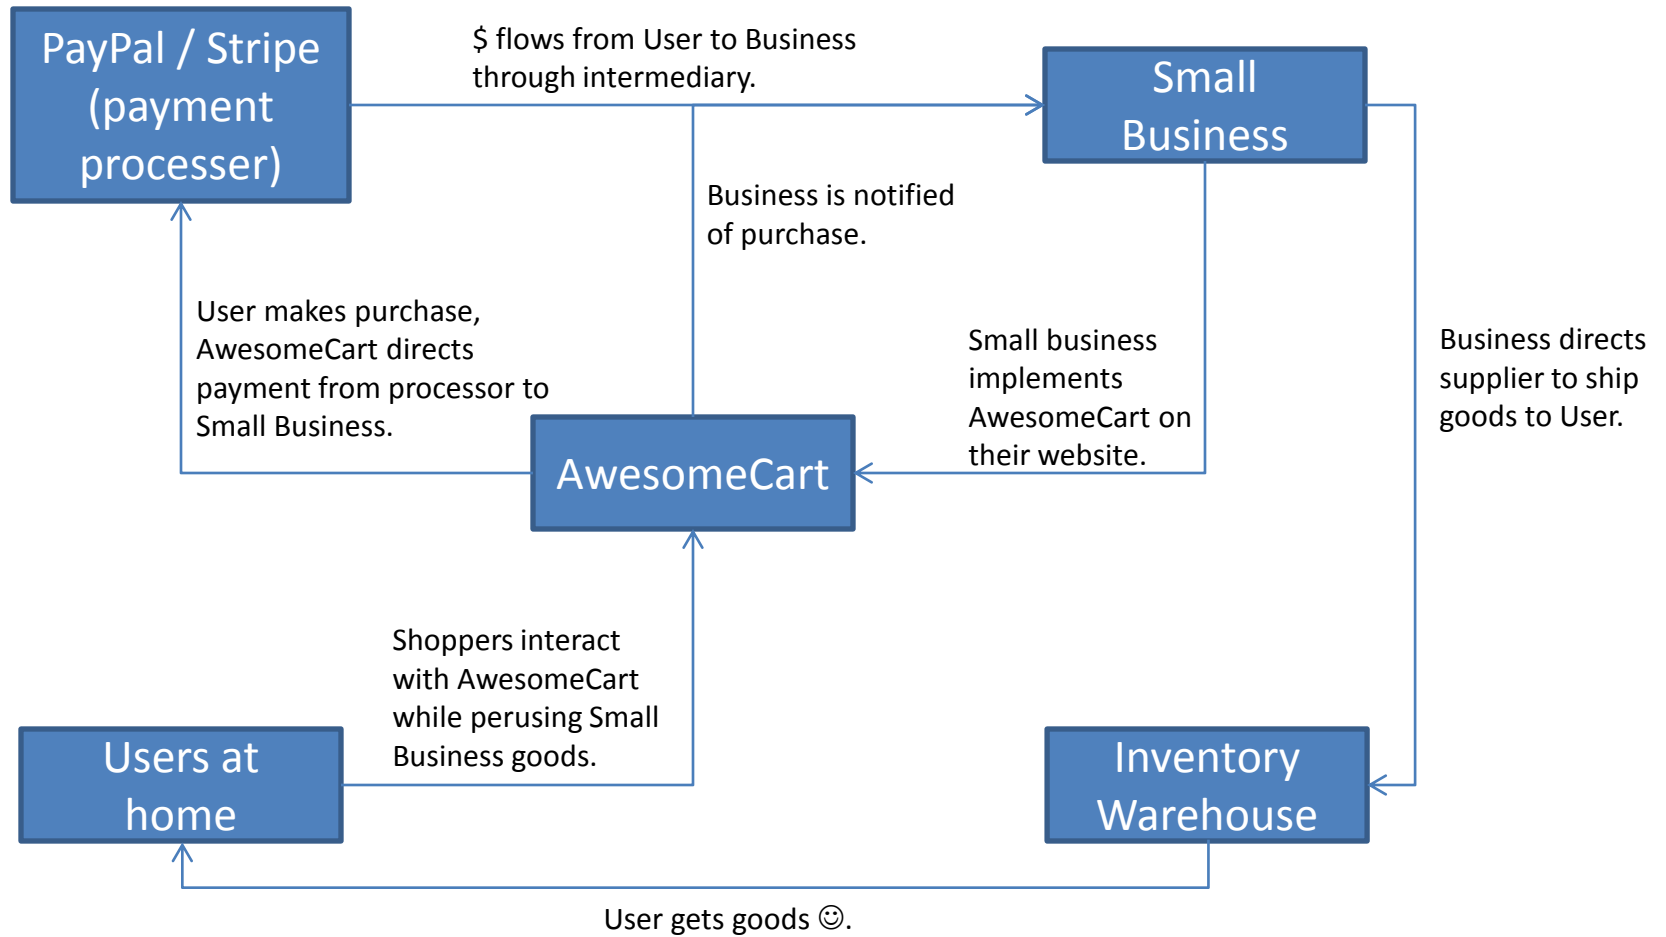 PayPal / Stripe
(payment
processer)
$ flows from User to Business
through intermediary.
Small
Business
Business is notified
of purchase.
User makes purchase,
AwesomeCart directs
payment from processor to
Small Business.
Small business
implements
AwesomeCart on
their website.
Business directs
supplier to ship
goods to User.
AwesomeCart
Shoppers interact
with AwesomeCart
while perusing Small
Business goods.
Users at
home
Inventory
Warehouse
User gets goods ☺.